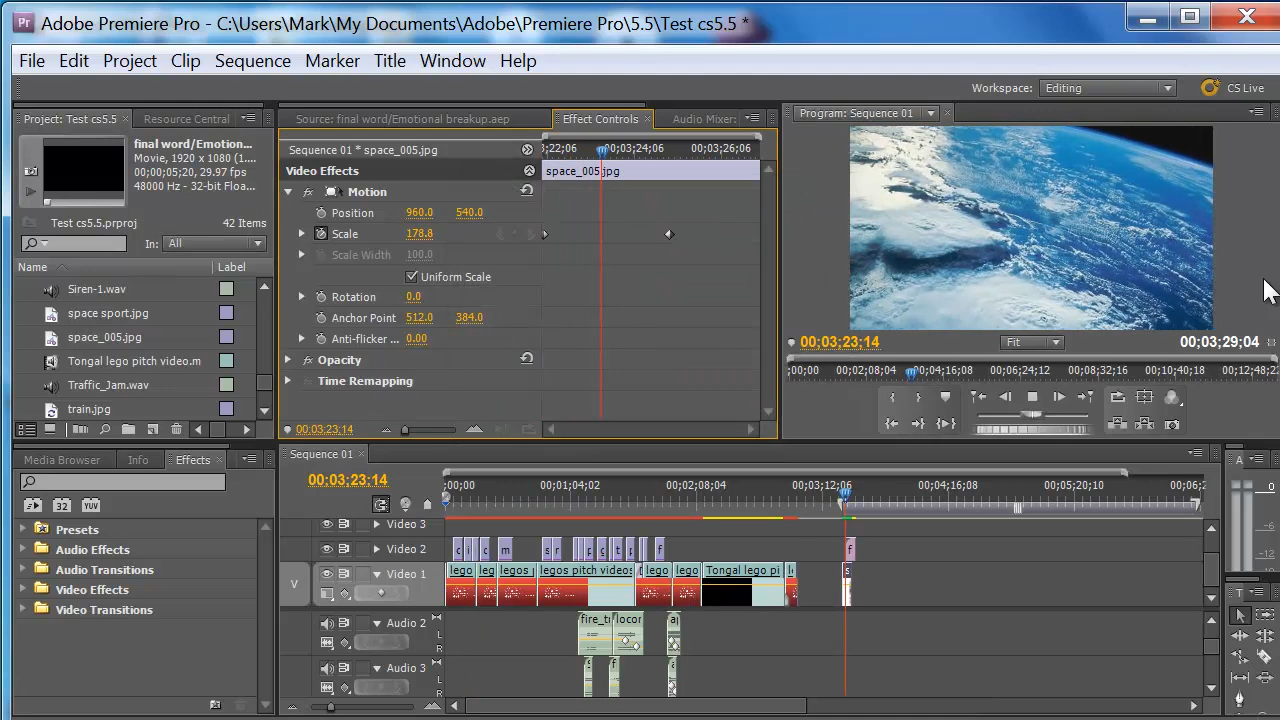 Pr Adobe Premiere Pro - C:\Users\Mark\My Documents\Adobe\Premiere Pro\5.5\Test cs5.5 *
File Edit Project Clip Sequence Marker Title Window Help
Workspace: Editing CS Live
Project: Test cs5.5 Resource Central
final word/Emotion...
Movie, 1920 x 1080 (1....
00;00;05;20, 29.97 fps
48000 Hz - 32-bit Floa...
Test cs5.5.prproj 42 Items
In: All
Name Label
Siren-1.wav
space sport.jpg
space_005.jpg
Tongal lego pitch video.m
Traffic_Jam.wav
train.jpg
Source: final word/Emotional breakup.aep Effect Controls Audio Mixer:
Sequence 01 * space_005.jpg
Video Effects
Motion
Position 960.0 540.0
Scale 178.8
Scale Width 100.0
Uniform Scale
Rotation 0.0
Anchor Point 512.0 384.0
Anti-flicker ... 0.00
Opacity
Time Remapping
00;03;23;14
;3;22;06 00;03;24;06 00;03;26;06
space_005.jpg
Program: Sequence 01
00;03;23;14 Fit 00;03;29;04
;00;00 00;02;08;04 00;04;16;08 00;06;24;12 00;08;32;16 00;10;40;18 00;12;48;22
Media Browser Info Effects
32 YUV
Presets
Audio Effects
Audio Transitions
Video Effects
Video Transitions
Sequence 01
00;03;23;14
;00;00 00;01;04;02 00;02;08;04 00;03;12;06 00;04;16;08 00;05;20;10 00;06;2
Video 3
Video 2
c i c m s r p g t p f f
V Video 1
lego leg legos legos pitch videos lego lego Tongal lego pi le s
Audio 2
L
R
fire_tr locor ap
Audio 3
L
R
s f a
A
0
T